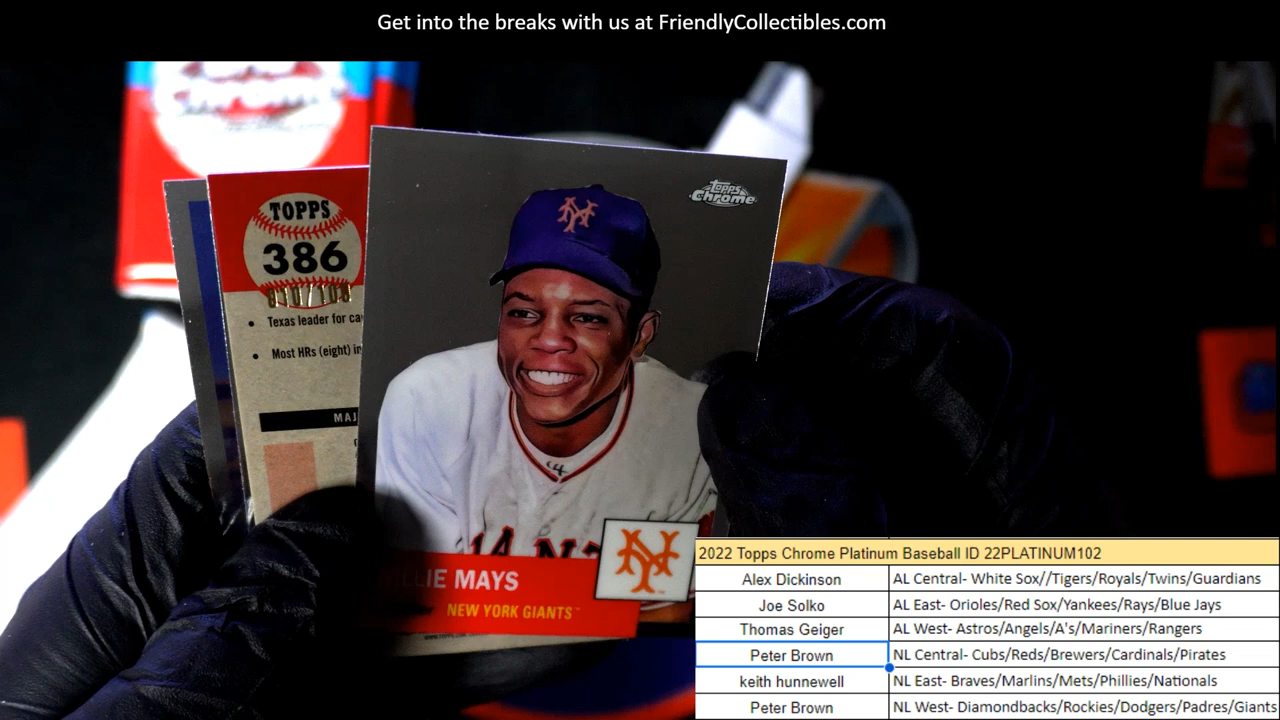 Get into the breaks with us at FriendlyCollectibles.com
Topps
Chrome
TOPPS
386
Texas leader for
Most HRs (eight)
NY
MAYS
NEW YORK GIANTS
NY
2022 Topps Chrome Platinum Baseball ID 22PLATINUM102
Alex Dickinson AL Central- White Sox//Tigers/Royals/Twins/Guardians
Joe Solko AL East- Orioles/Red Sox/Yankees/Rays/Blue Jays
Thomas Geiger AL West- Astros/Angels/A's/Mariners/Rangers
Peter Brown NL Central- Cubs/Reds/Brewers/Cardinals/Pirates
keith hunnewell NL East- Braves/Marlins/Mets/Phillies/Nationals
Peter Brown NL West- Diamondbacks/Rockies/Dodgers/Padres/Giants